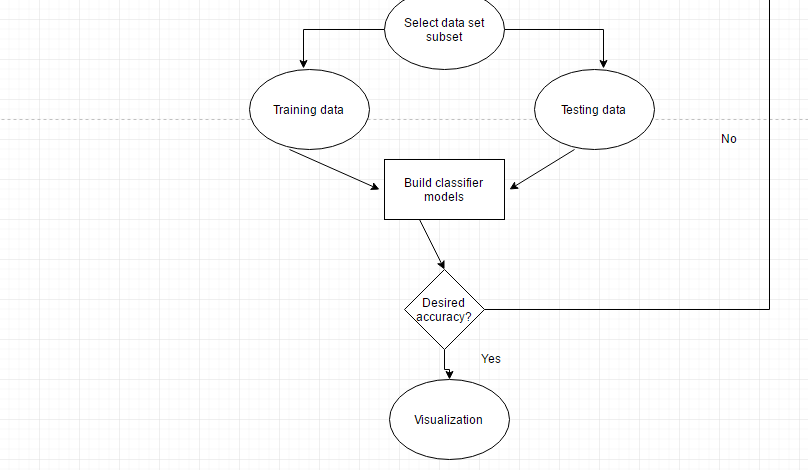 Select data set
subset
Training data
Testing data
No
Build classifier
models
Desired
accuracy?
Yes
Visualization